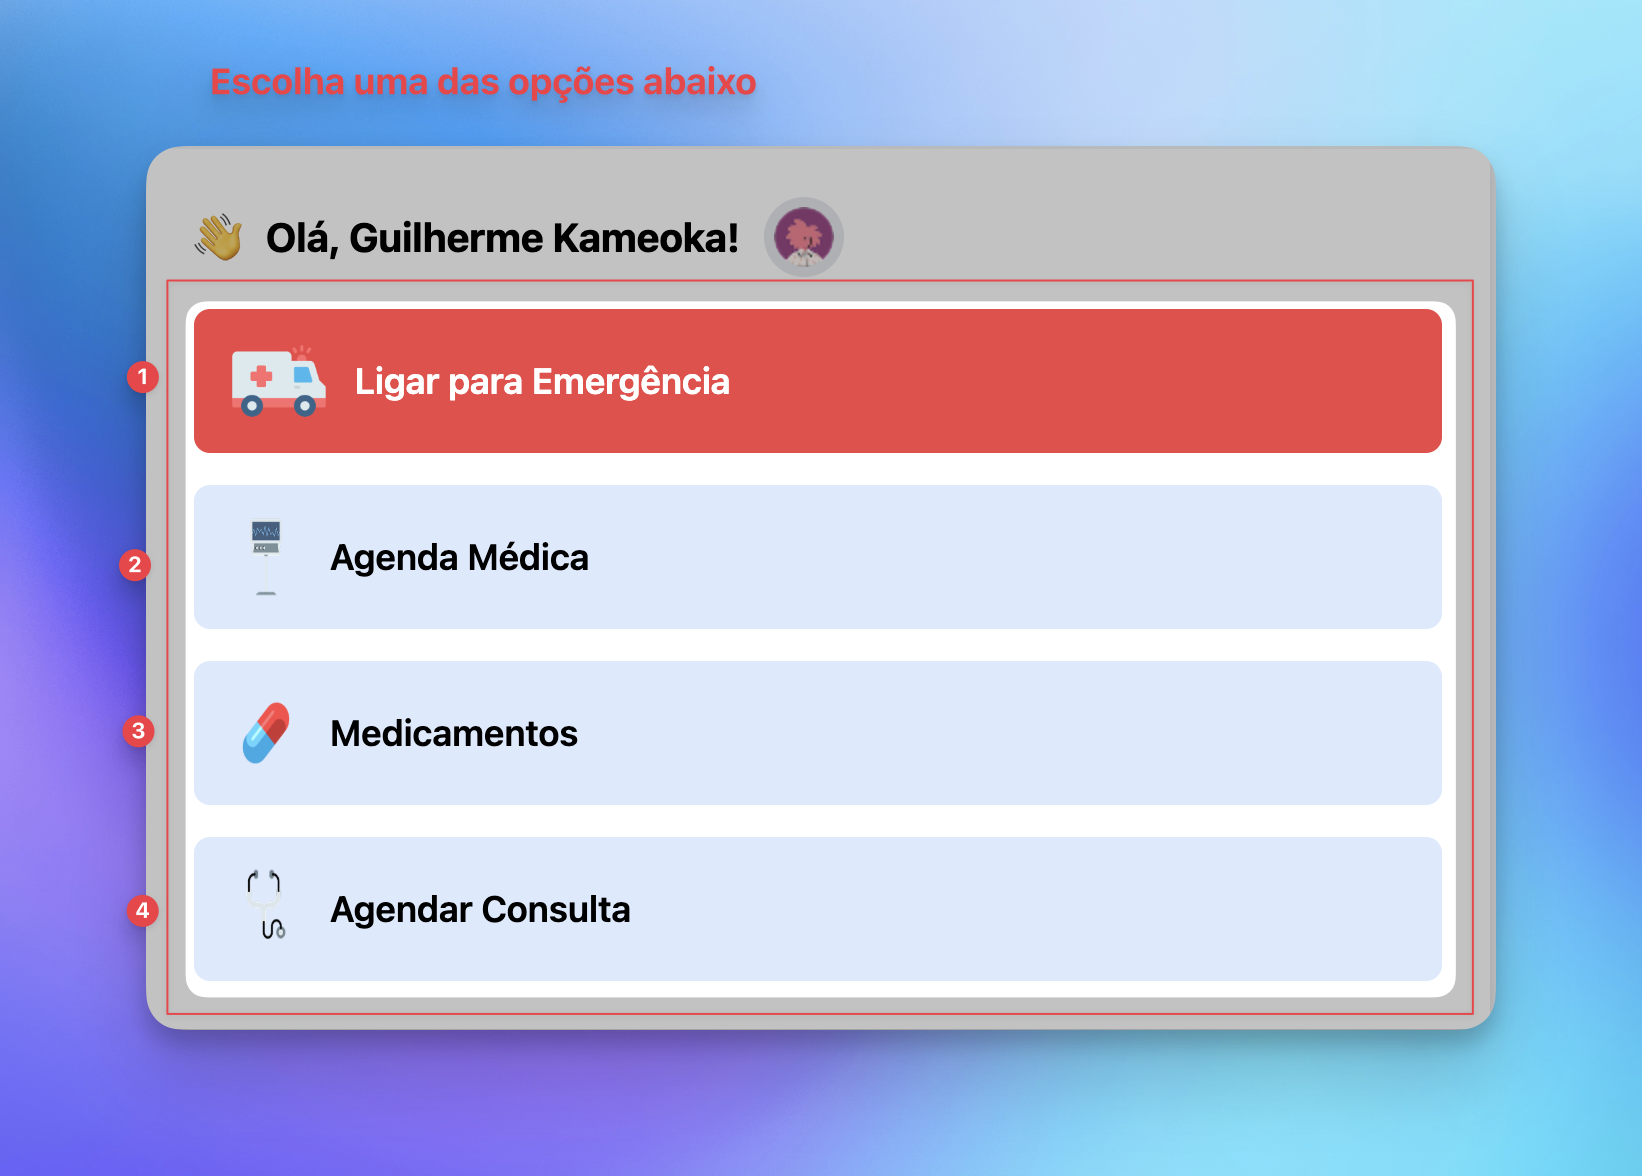 Escolha uma das opções abaixo
👋 Olá, Guilherme Kameoka!
1 Ligar para Emergência
2 Agenda Médica
3 Medicamentos
4 Agendar Consulta